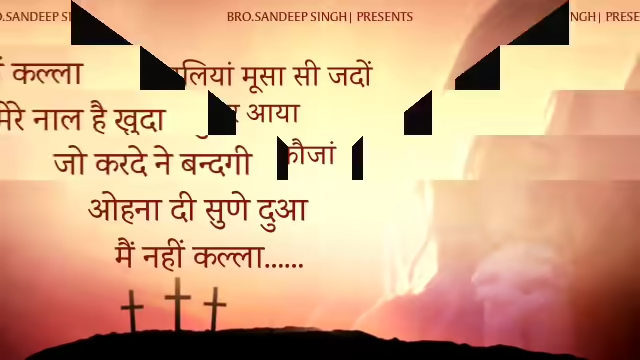 BRO.SANDEEP SINGH| PRESENTS
कल्ला
मूसा सी जदों
मेरे नाल है ख़ुदा
आया
जो करदे ने बन्दगी
फौजां
ओहना दी सुणे दुआ
मैं नहीं कल्ला......